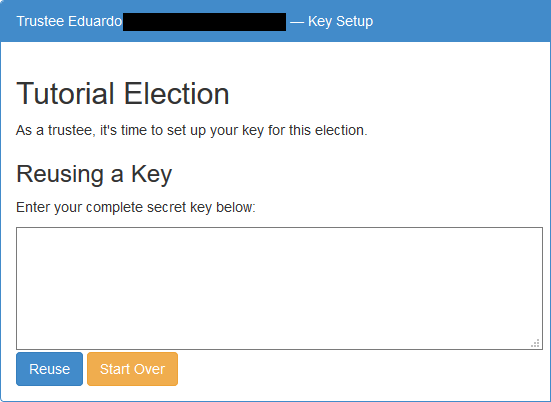 Trustee Eduardo — Key Setup
Tutorial Election
As a trustee, it's time to set up your key for this election.
Reusing a Key
Enter your complete secret key below:
Reuse Start Over